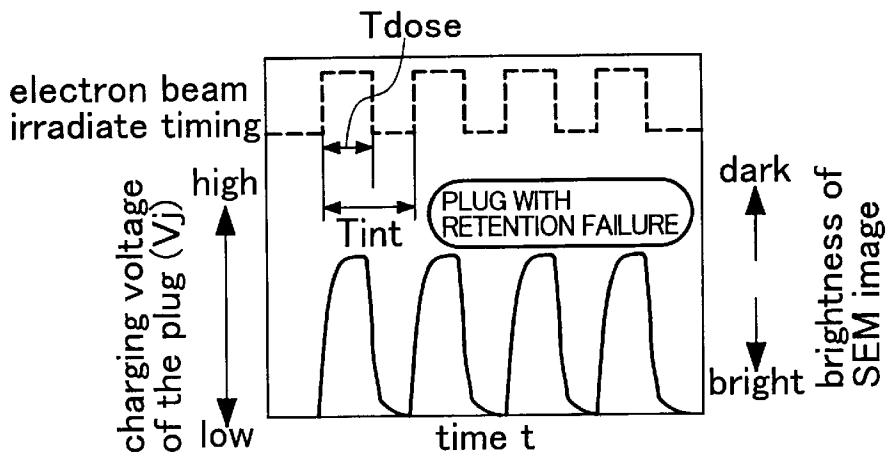 Tdose
electron beam
irradiate timing
high
charging voltage
of the plug (Vj)
low
Tint
PLUG WITH
RETENTION FAILURE
dark
brightness of
SEM image
bright
time t